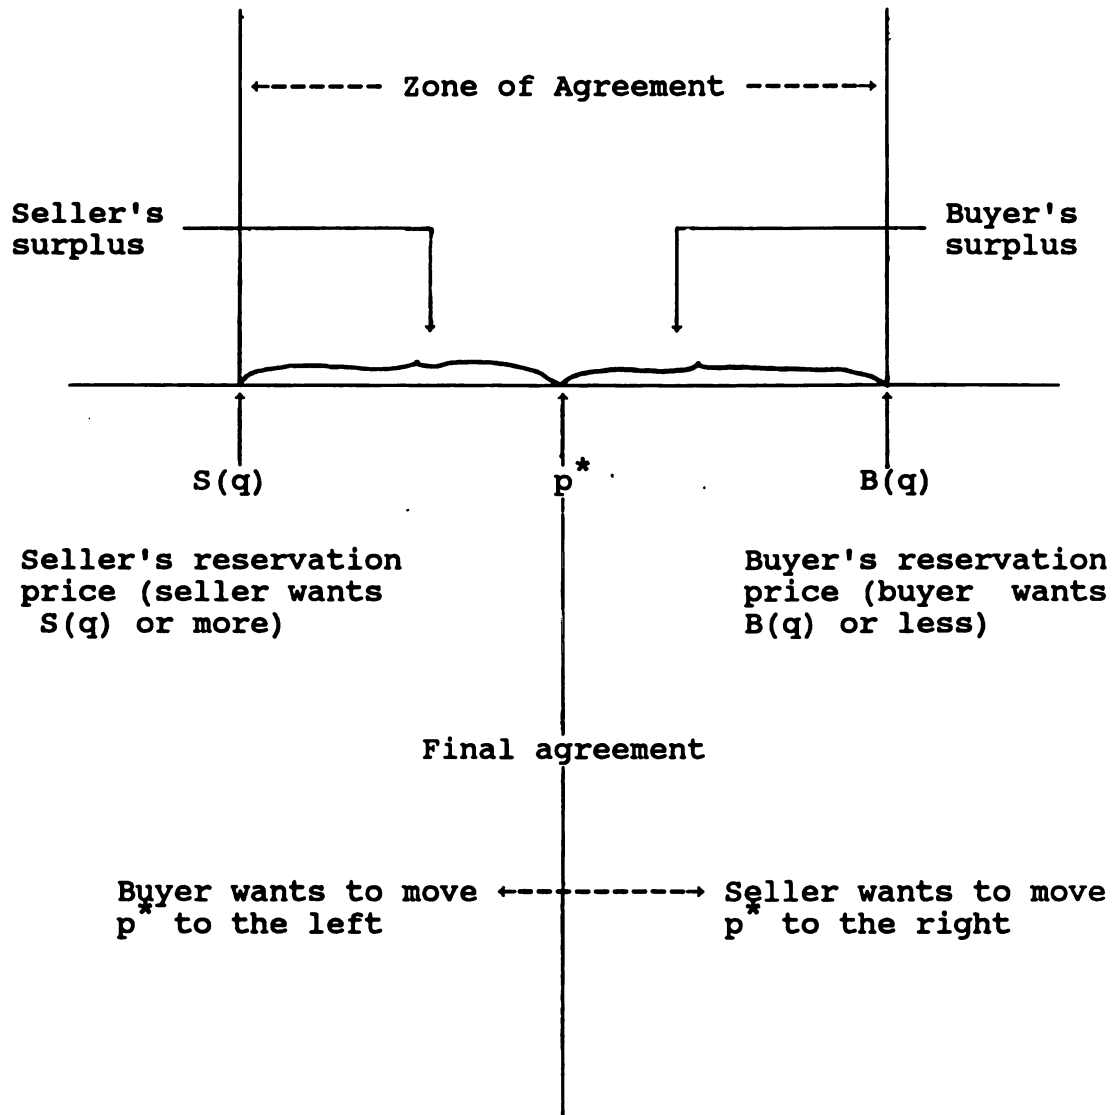 Zone of Agreement
Seller's
surplus
Buyer's
surplus
S(q)
p*
B(q)
Seller's reservation
price (seller wants
S(q) or more)
Buyer's reservation
price (buyer wants
B(q) or less)
Final agreement
Buyer wants to move
p* to the left
Seller wants to move
p* to the right